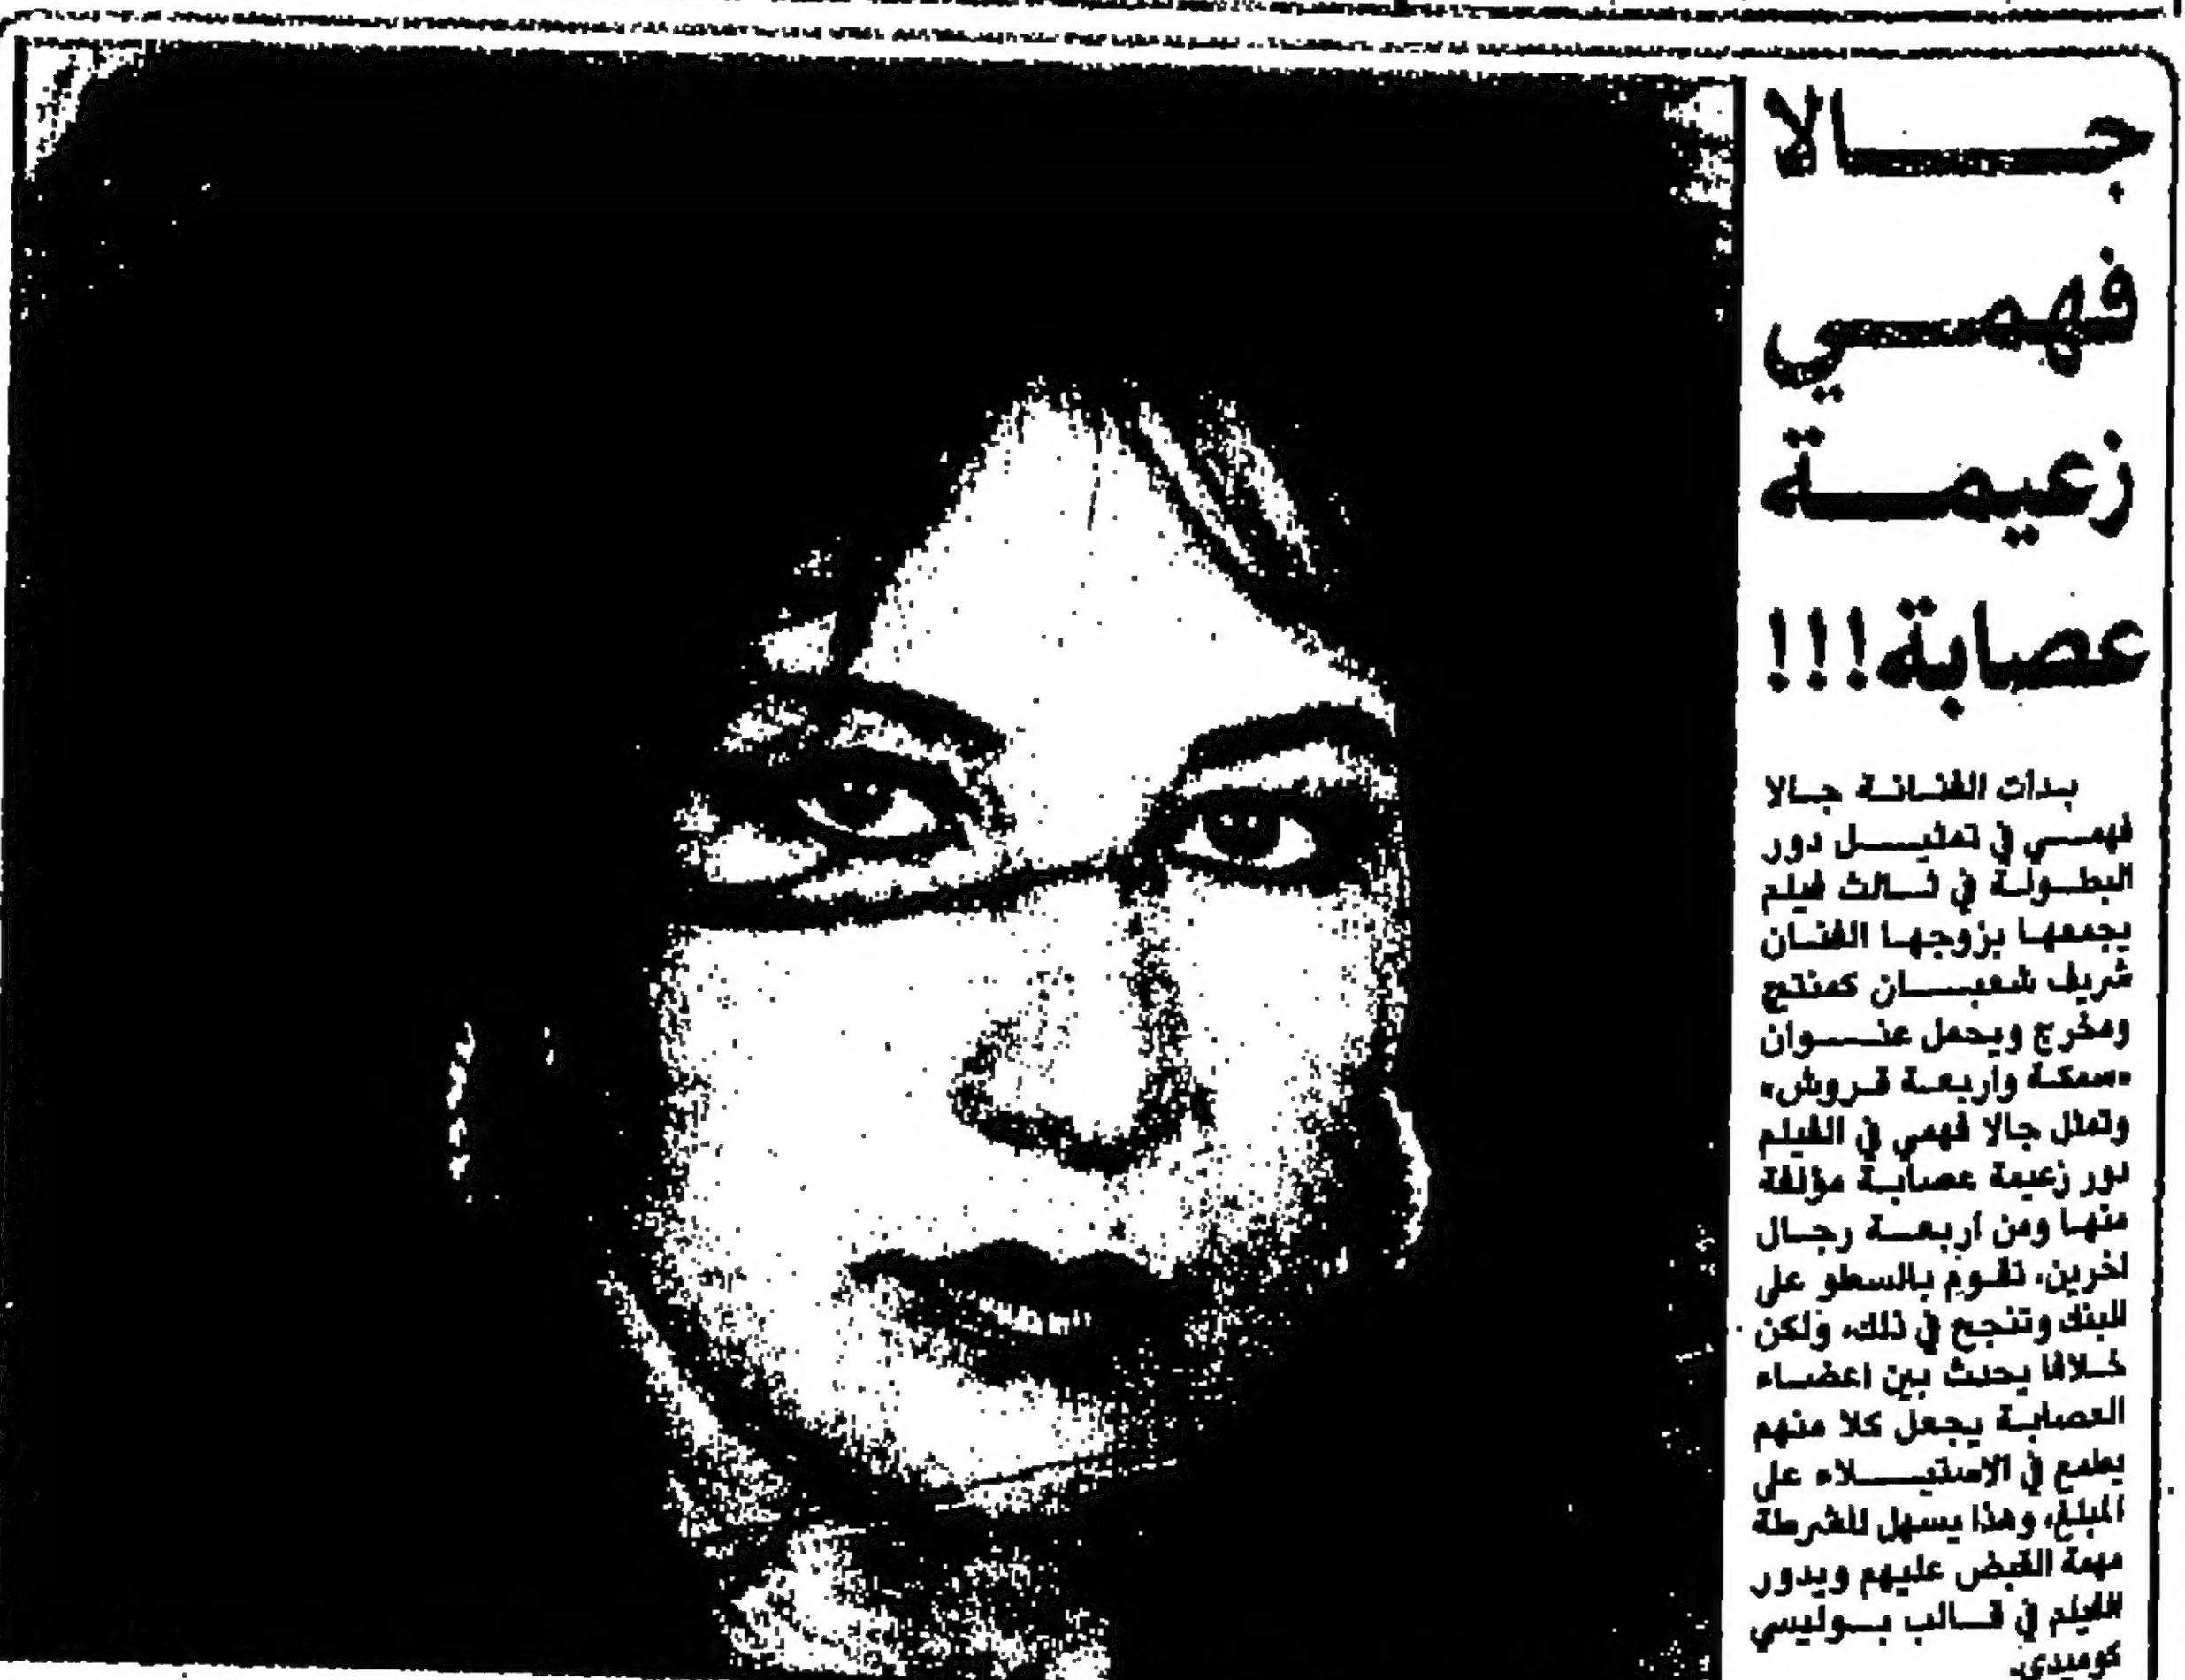 جالا
فهمي
زعيمة
عصابة!!!
بدأت الفنانة جالا
فهمي في تمثيل دور
البطولة في ثالث فيلم
يجمعها بزوجها الفنان
شريف شعبان كمنتج
ومخرج ويحمل عنوان
«سمكة واربعة قروش»
وتمثل جالا فهمي في الفيلم
دور زعيمة عصابة مؤلفة
منها ومن اربعة رجال
اخرين، تقوم بالسطو على
البنك وتنجح في ذلك، ولكن
خلافا يحدث بين اعضاء
العصابة يجعل كلا منهم
يطمع في الاستيلاء على
المبلغ، وهذا يسهل للشرطة
مهمة القبض عليهم ويدور
الفيلم في قالب بوليسي
كوميدي.